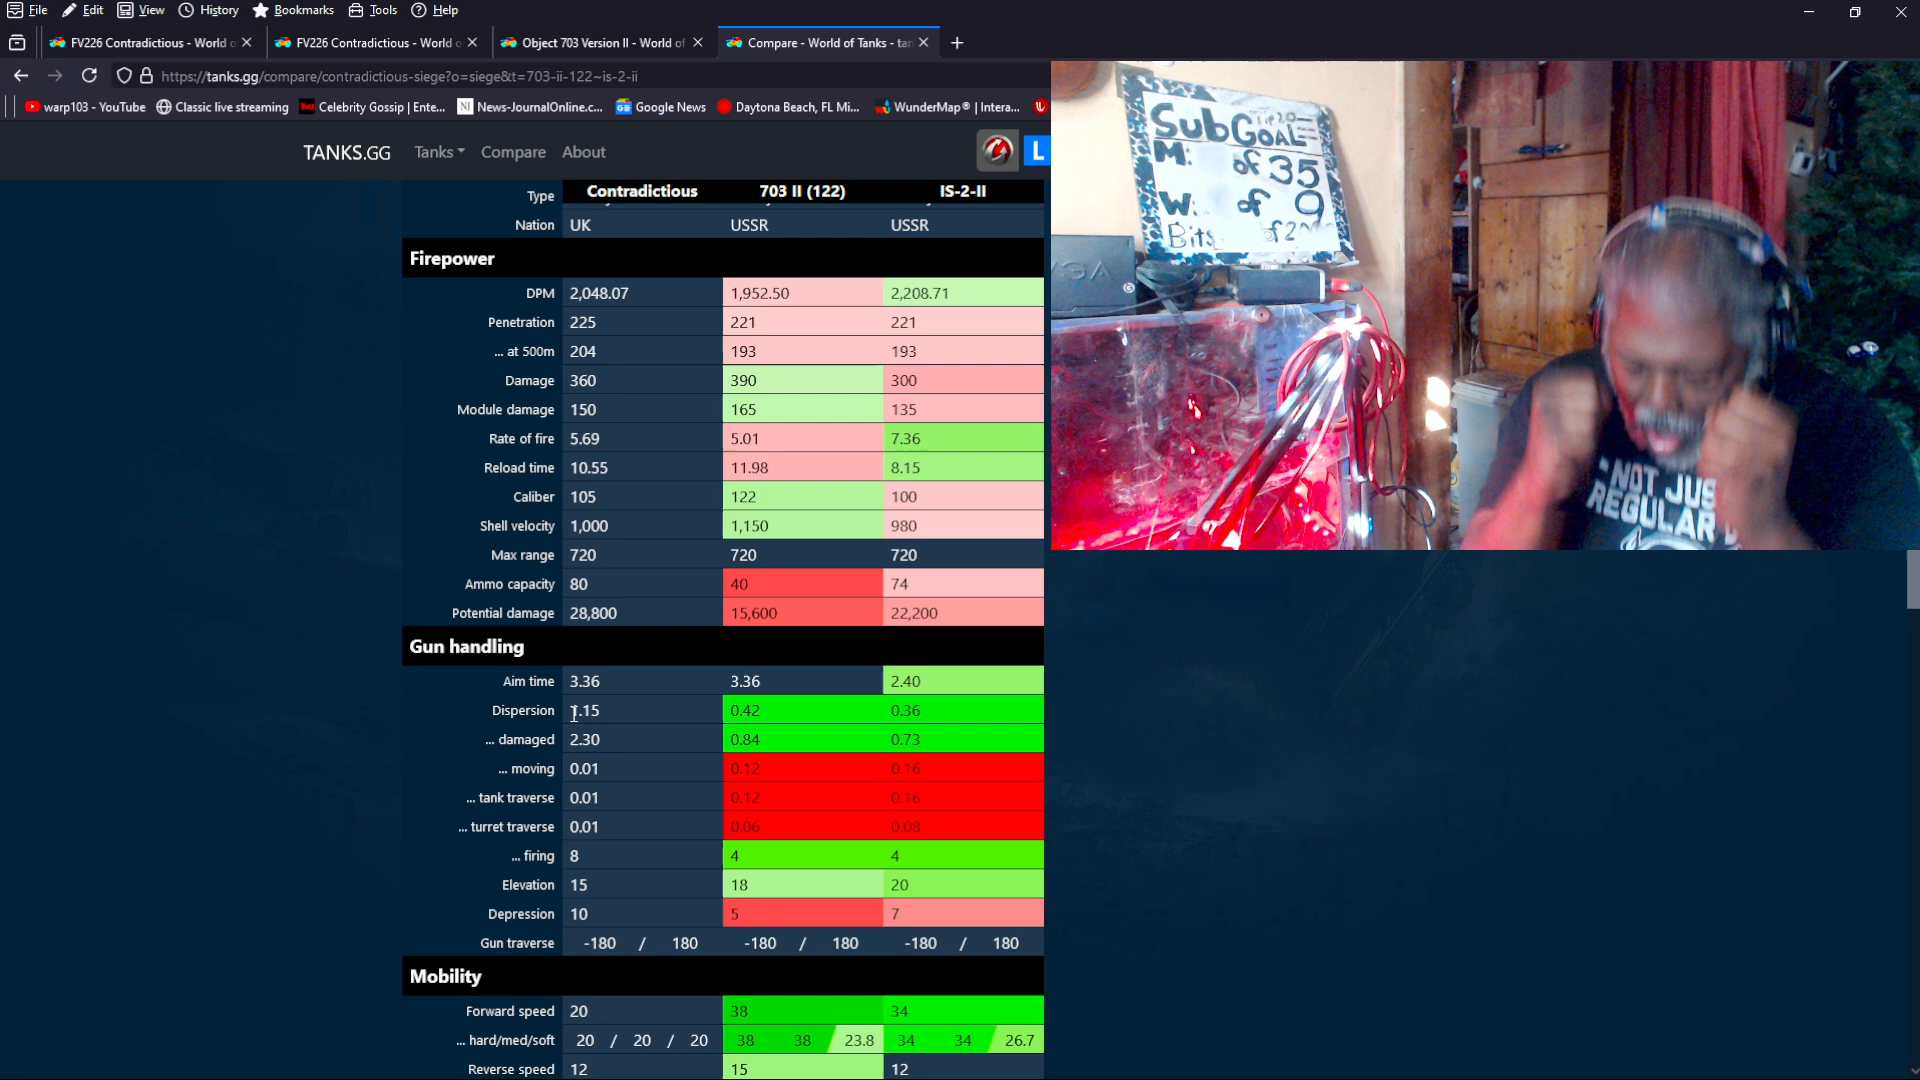 File Edit View History Bookmarks Tools Help
FV226 Contradictious - World o
FV226 Contradictious - World o
Object 703 Version II - World of
Compare - World of Tanks - tan
https://tanks.gg/compare/contradictious-siege?o=siege&t=703-ii-122~is-2-ii
warp103 - YouTube Classic live streaming Celebrity Gossip | Ente... News-JournalOnline.c... Google News Daytona Beach, FL Mi... WunderMap® | Intera...
TANKS.GG Tanks Compare About L
Type Contradictious 703 II (122) IS-2-II
Nation UK USSR USSR
Firepower
DPM 2,048.07 1,952.50 2,208.71
Penetration 225 221 221
... at 500m 204 193 193
Damage 360 390 300
Module damage 150 165 135
Rate of fire 5.69 5.01 7.36
Reload time 10.55 11.98 8.15
Caliber 105 122 100
Shell velocity 1,000 1,150 980
Max range 720 720 720
Ammo capacity 80 40 74
Potential damage 28,800 15,600 22,200
Gun handling
Aim time 3.36 3.36 2.40
Dispersion 1.15 0.42 0.36
... damaged 2.30 0.84 0.73
... moving 0.01 0.12 0.16
... tank traverse 0.01 0.12 0.16
... turret traverse 0.01 0.06 0.08
... firing 8 4 4
Elevation 15 18 20
Depression 10 5 7
Gun traverse -180 / 180 -180 / 180 -180 / 180
Mobility
Forward speed 20 38 34
... hard/med/soft 20 / 20 / 20 38 38 23.8 34 34 26.7
Reverse speed 12 15 12
SubGOAL
M: of 35
W: of 9
Bits
"NOT JUS
REGULAR